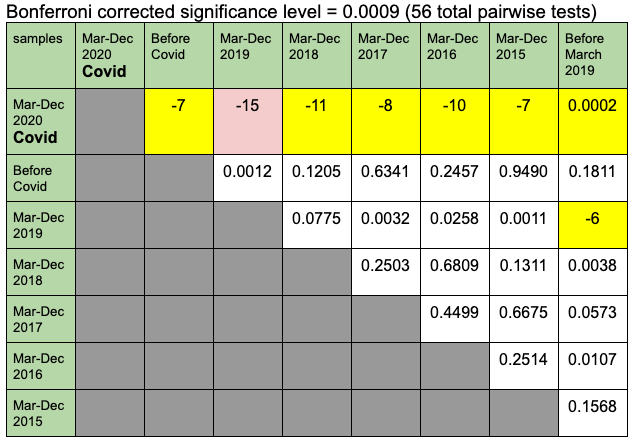 Bonferroni corrected significance level = 0.0009 (56 total pairwise tests)
samples Mar-Dec 2020 Covid Before Covid Mar-Dec 2019 Mar-Dec 2018 Mar-Dec 2017 Mar-Dec 2016 Mar-Dec 2015 Before March 2019
Mar-Dec 2020 Covid -7 -15 -11 -8 -10 -7 0.0002
Before Covid 0.0012 0.1205 0.6341 0.2457 0.9490 0.1811
Mar-Dec 2019 0.0775 0.0032 0.0258 0.0011 -6
Mar-Dec 2018 0.2503 0.6809 0.1311 0.0038
Mar-Dec 2017 0.4499 0.6675 0.0573
Mar-Dec 2016 0.2514 0.0107
Mar-Dec 2015 0.1568